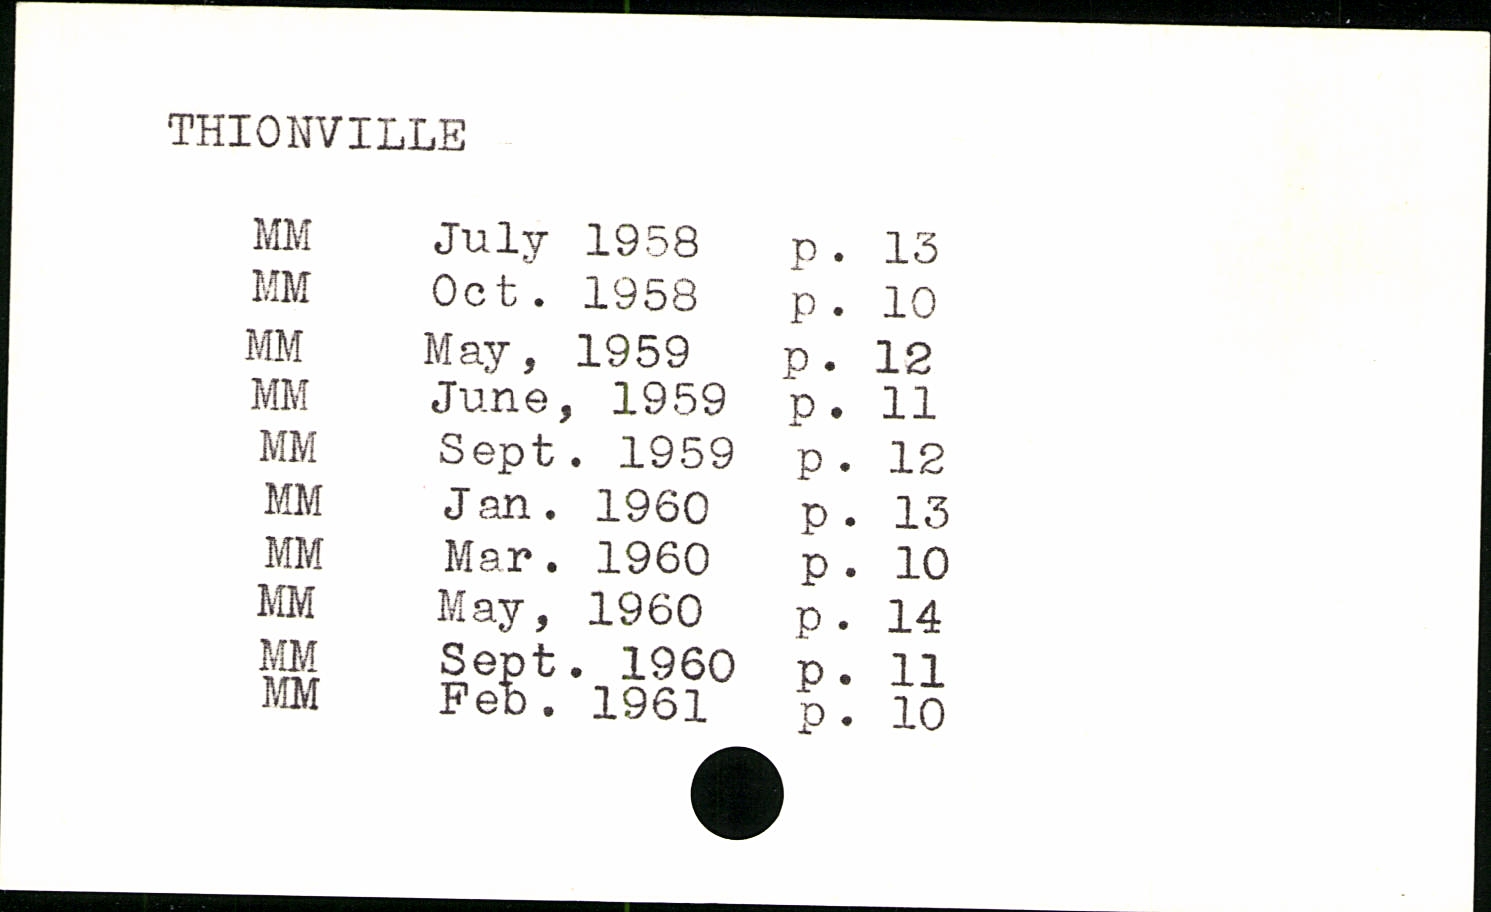 THIONVILLE
MM July 1958 p. 13
MM Oct. 1958 p. 10
MM May, 1959 p. 12
MM June, 1959 p. 11
MM Sept. 1959 p. 12
MM Jan. 1960 p. 13
MM Mar. 1960 p. 10
MM May, 1960 p. 14
MM Sept. 1960 p. 11
MM Feb. 1961 p. 10